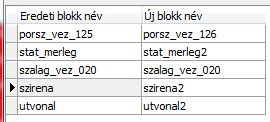 Eredeti blokk név Új blokk név
porsz_vez_125 porsz_vez_126
stat_merleg stat_merleg2
szalag_vez_020 szalag_vez_020
szirena szirena2
utvonal utvonal2